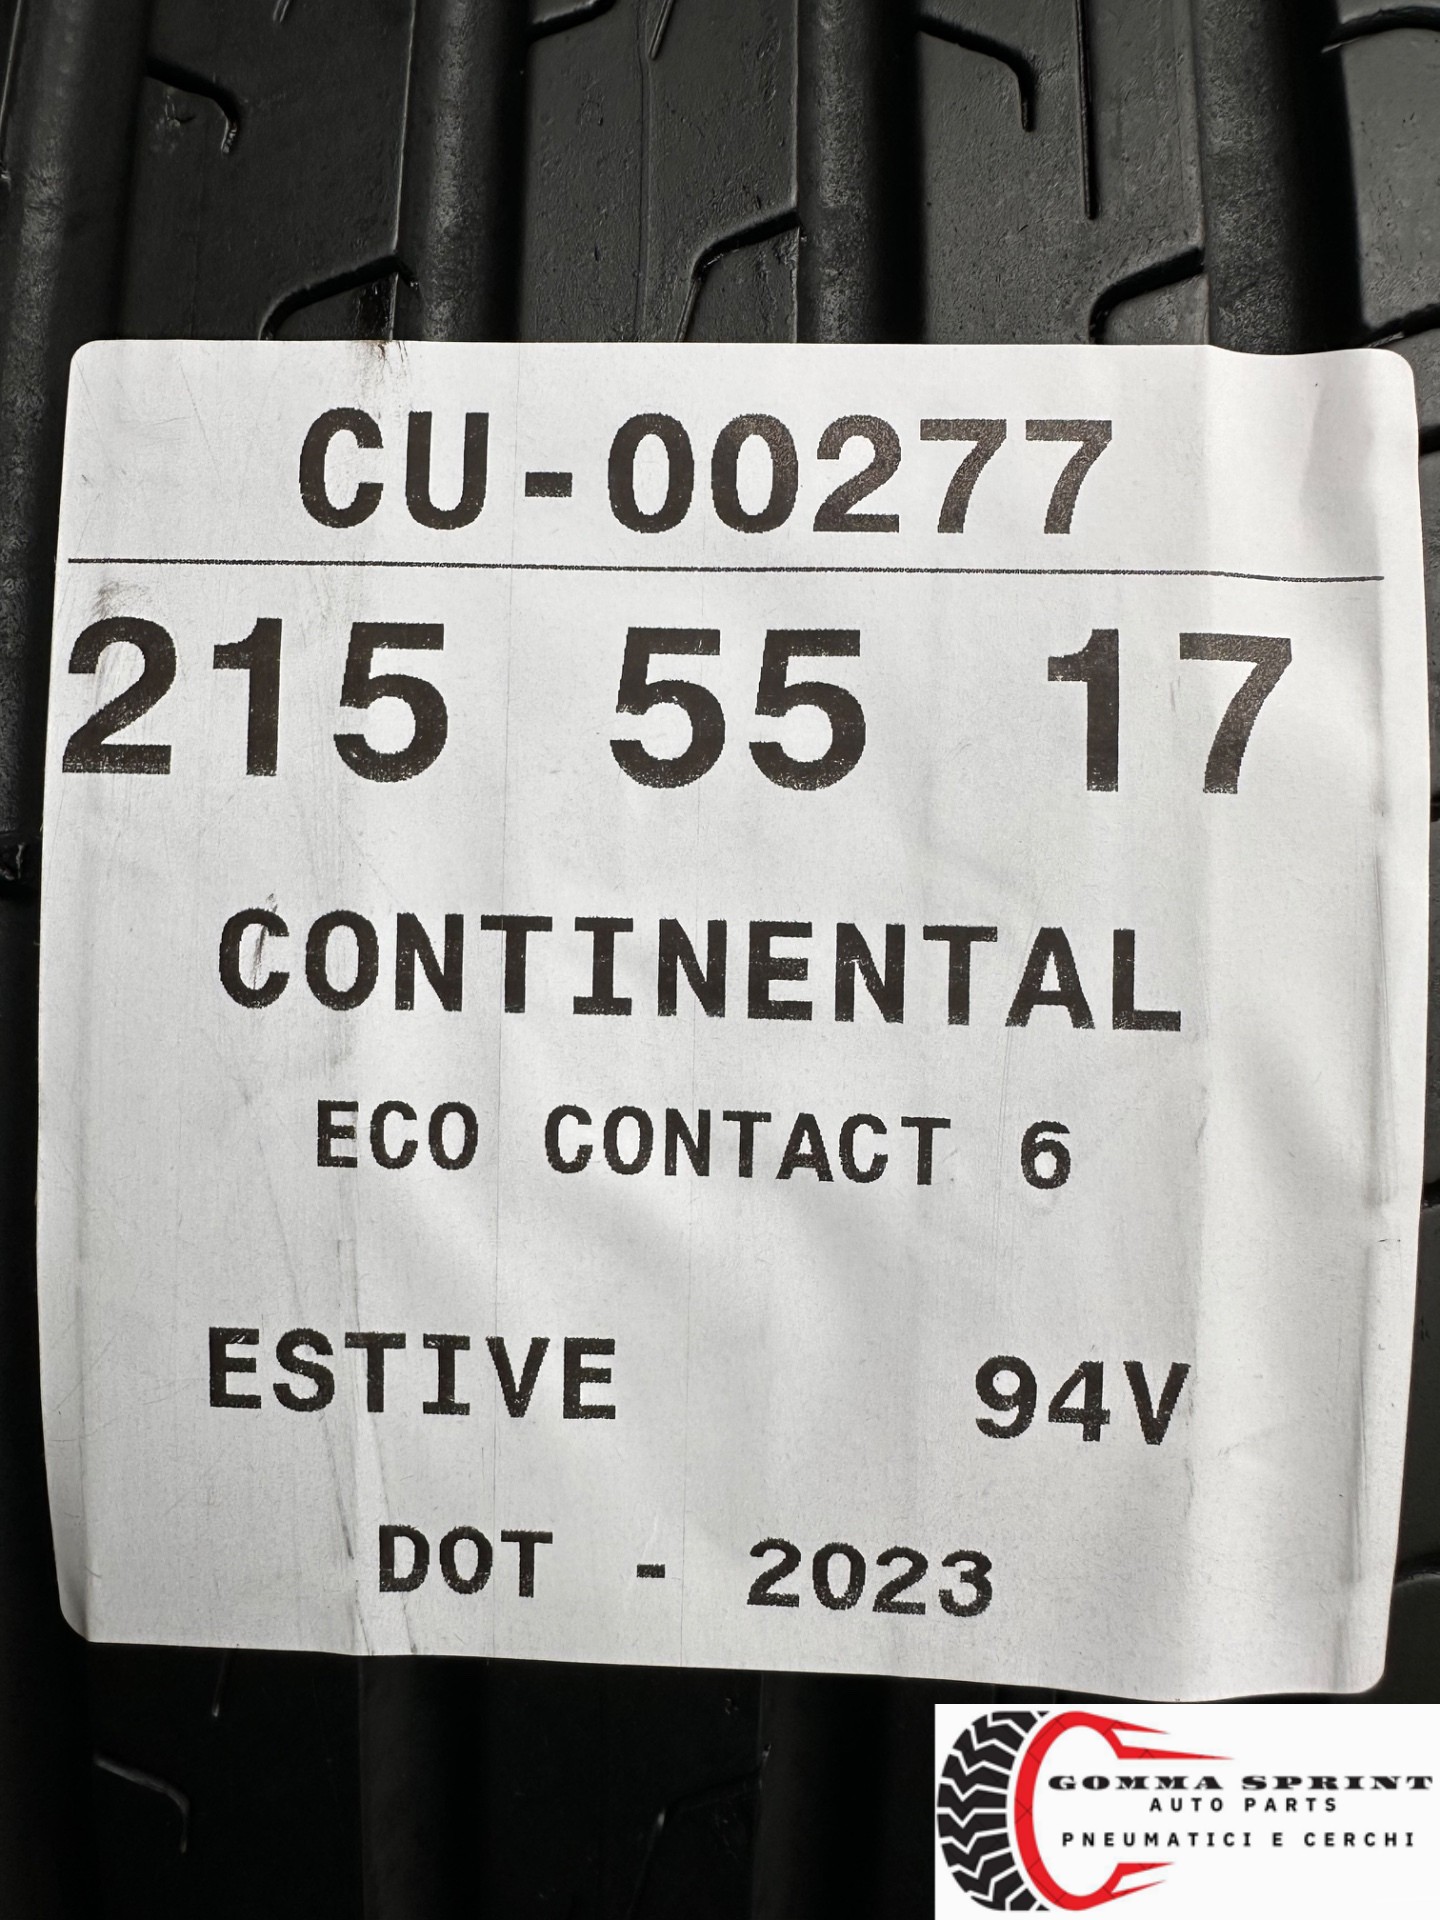 CU-00277
215 55 17
CONTINENTAL
ECO CONTACT 6
ESTIVE 94V
DOT - 2023
GOMMA SPRINT
AUTO PARTS
PNEUMATICI E CERCHI